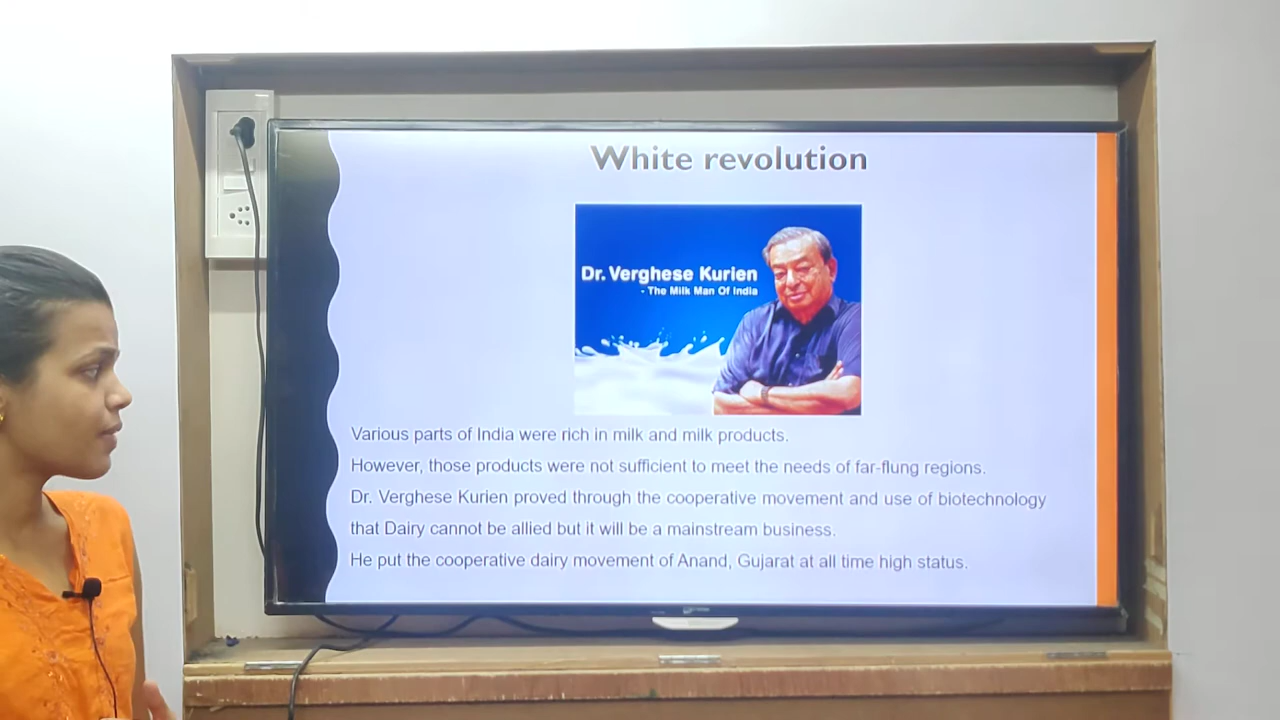 White revolution
Dr. Verghese Kurien
- The Milk Man Of India
Various parts of India were rich in milk and milk products.
However, those products were not sufficient to meet the needs of far-flung regions.
Dr. Verghese Kurien proved through the cooperative movement and use of biotechnology
that Dairy cannot be allied but it will be a mainstream business.
He put the cooperative dairy movement of Anand, Gujarat at all time high status.